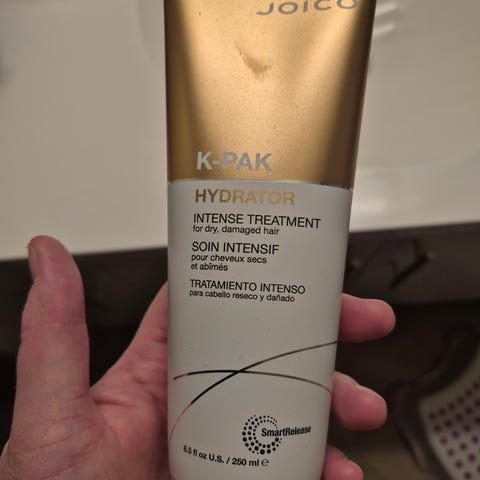 JOICO
K-PAK
HYDRATOR
INTENSE TREATMENT
for dry, damaged hair
SOIN INTENSIF
pour cheveux secs
et abîmés
TRATAMIENTO INTENSO
para cabello reseco y dañado
SmartRelease
8.5 fl oz U.S. / 250 ml e